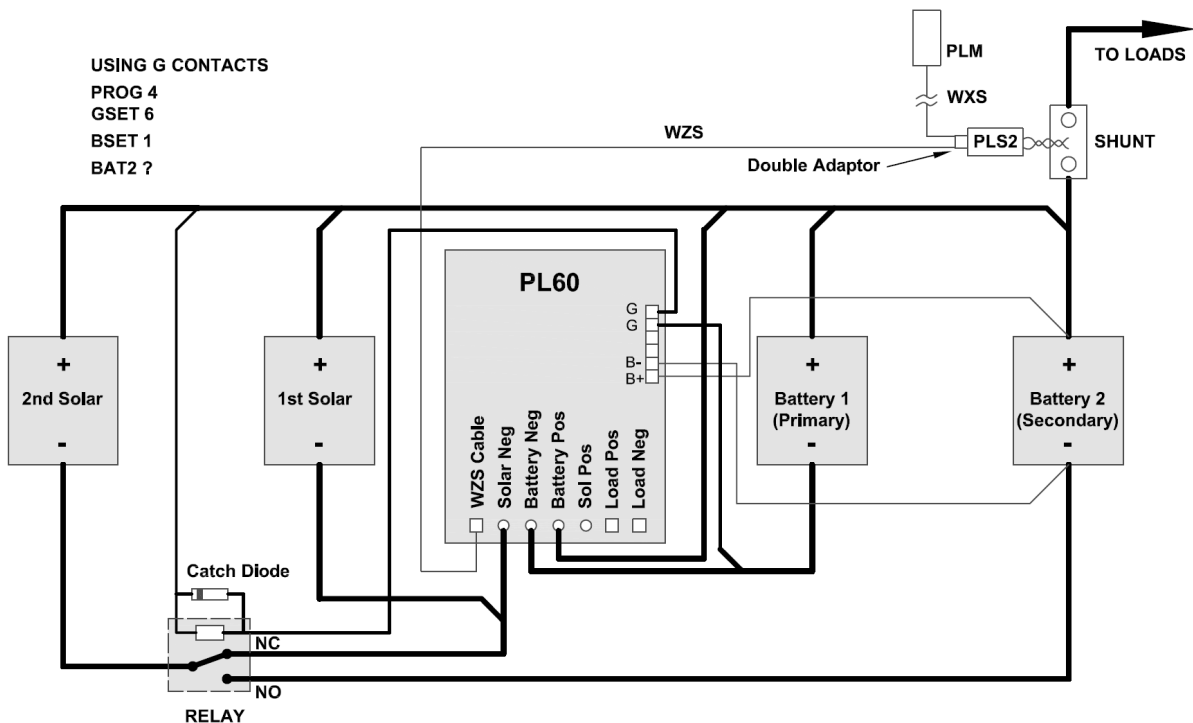 USING G CONTACTS
PROG 4
GSET 6
BSET 1
BAT2 ?
PLM
TO LOADS
WXS
WZS
PLS2
SHUNT
Double Adaptor
PL60
G
G
B-
B+
+
2nd Solar
-
+
1st Solar
-
+
Battery 1
(Primary)
-
+
Battery 2
(Secondary)
-
WZS Cable
Solar Neg
Battery Neg
Battery Pos
Sol Pos
Load Pos
Load Neg
Catch Diode
NC
NO
RELAY